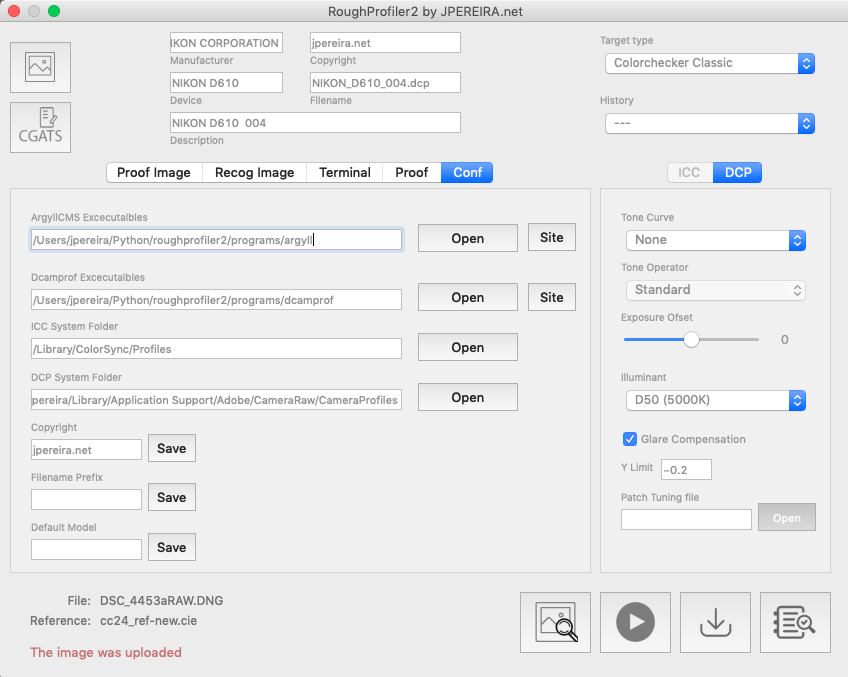 RoughProfiler2 by JPEREIRA.net
IKON CORPORATION
Manufacturer
jpereira.net
Copyright
NIKON D610
Device
NIKON_D610_004.dcp
Filename
NIKON D610 004
Description
CGATS
Target type
Colorchecker Classic
History
---
Proof Image Recog Image Terminal Proof Conf
ICC DCP
ArgyllCMS Excecutalbles
/Users/jpereira/Python/roughprofiler2/programs/argyll
Open Site
Dcamprof Excecutalbles
/Users/jpereira/Python/roughprofiler2/programs/dcamprof
Open Site
ICC System Folder
/Library/ColorSync/Profiles
Open
DCP System Folder
pereira/Library/Application Support/Adobe/CameraRaw/CameraProfiles
Open
Copyright
jpereira.net
Save
Filename Prefix
Save
Default Model
Save
Tone Curve
None
Tone Operator
Standard
Exposure Ofset
0
Illuminant
D50 (5000K)
Glare Compensation
Y Limit -0.2
Patch Tuning file
Open
File: DSC_4453aRAW.DNG
Reference: cc24_ref-new.cie
The image was uploaded